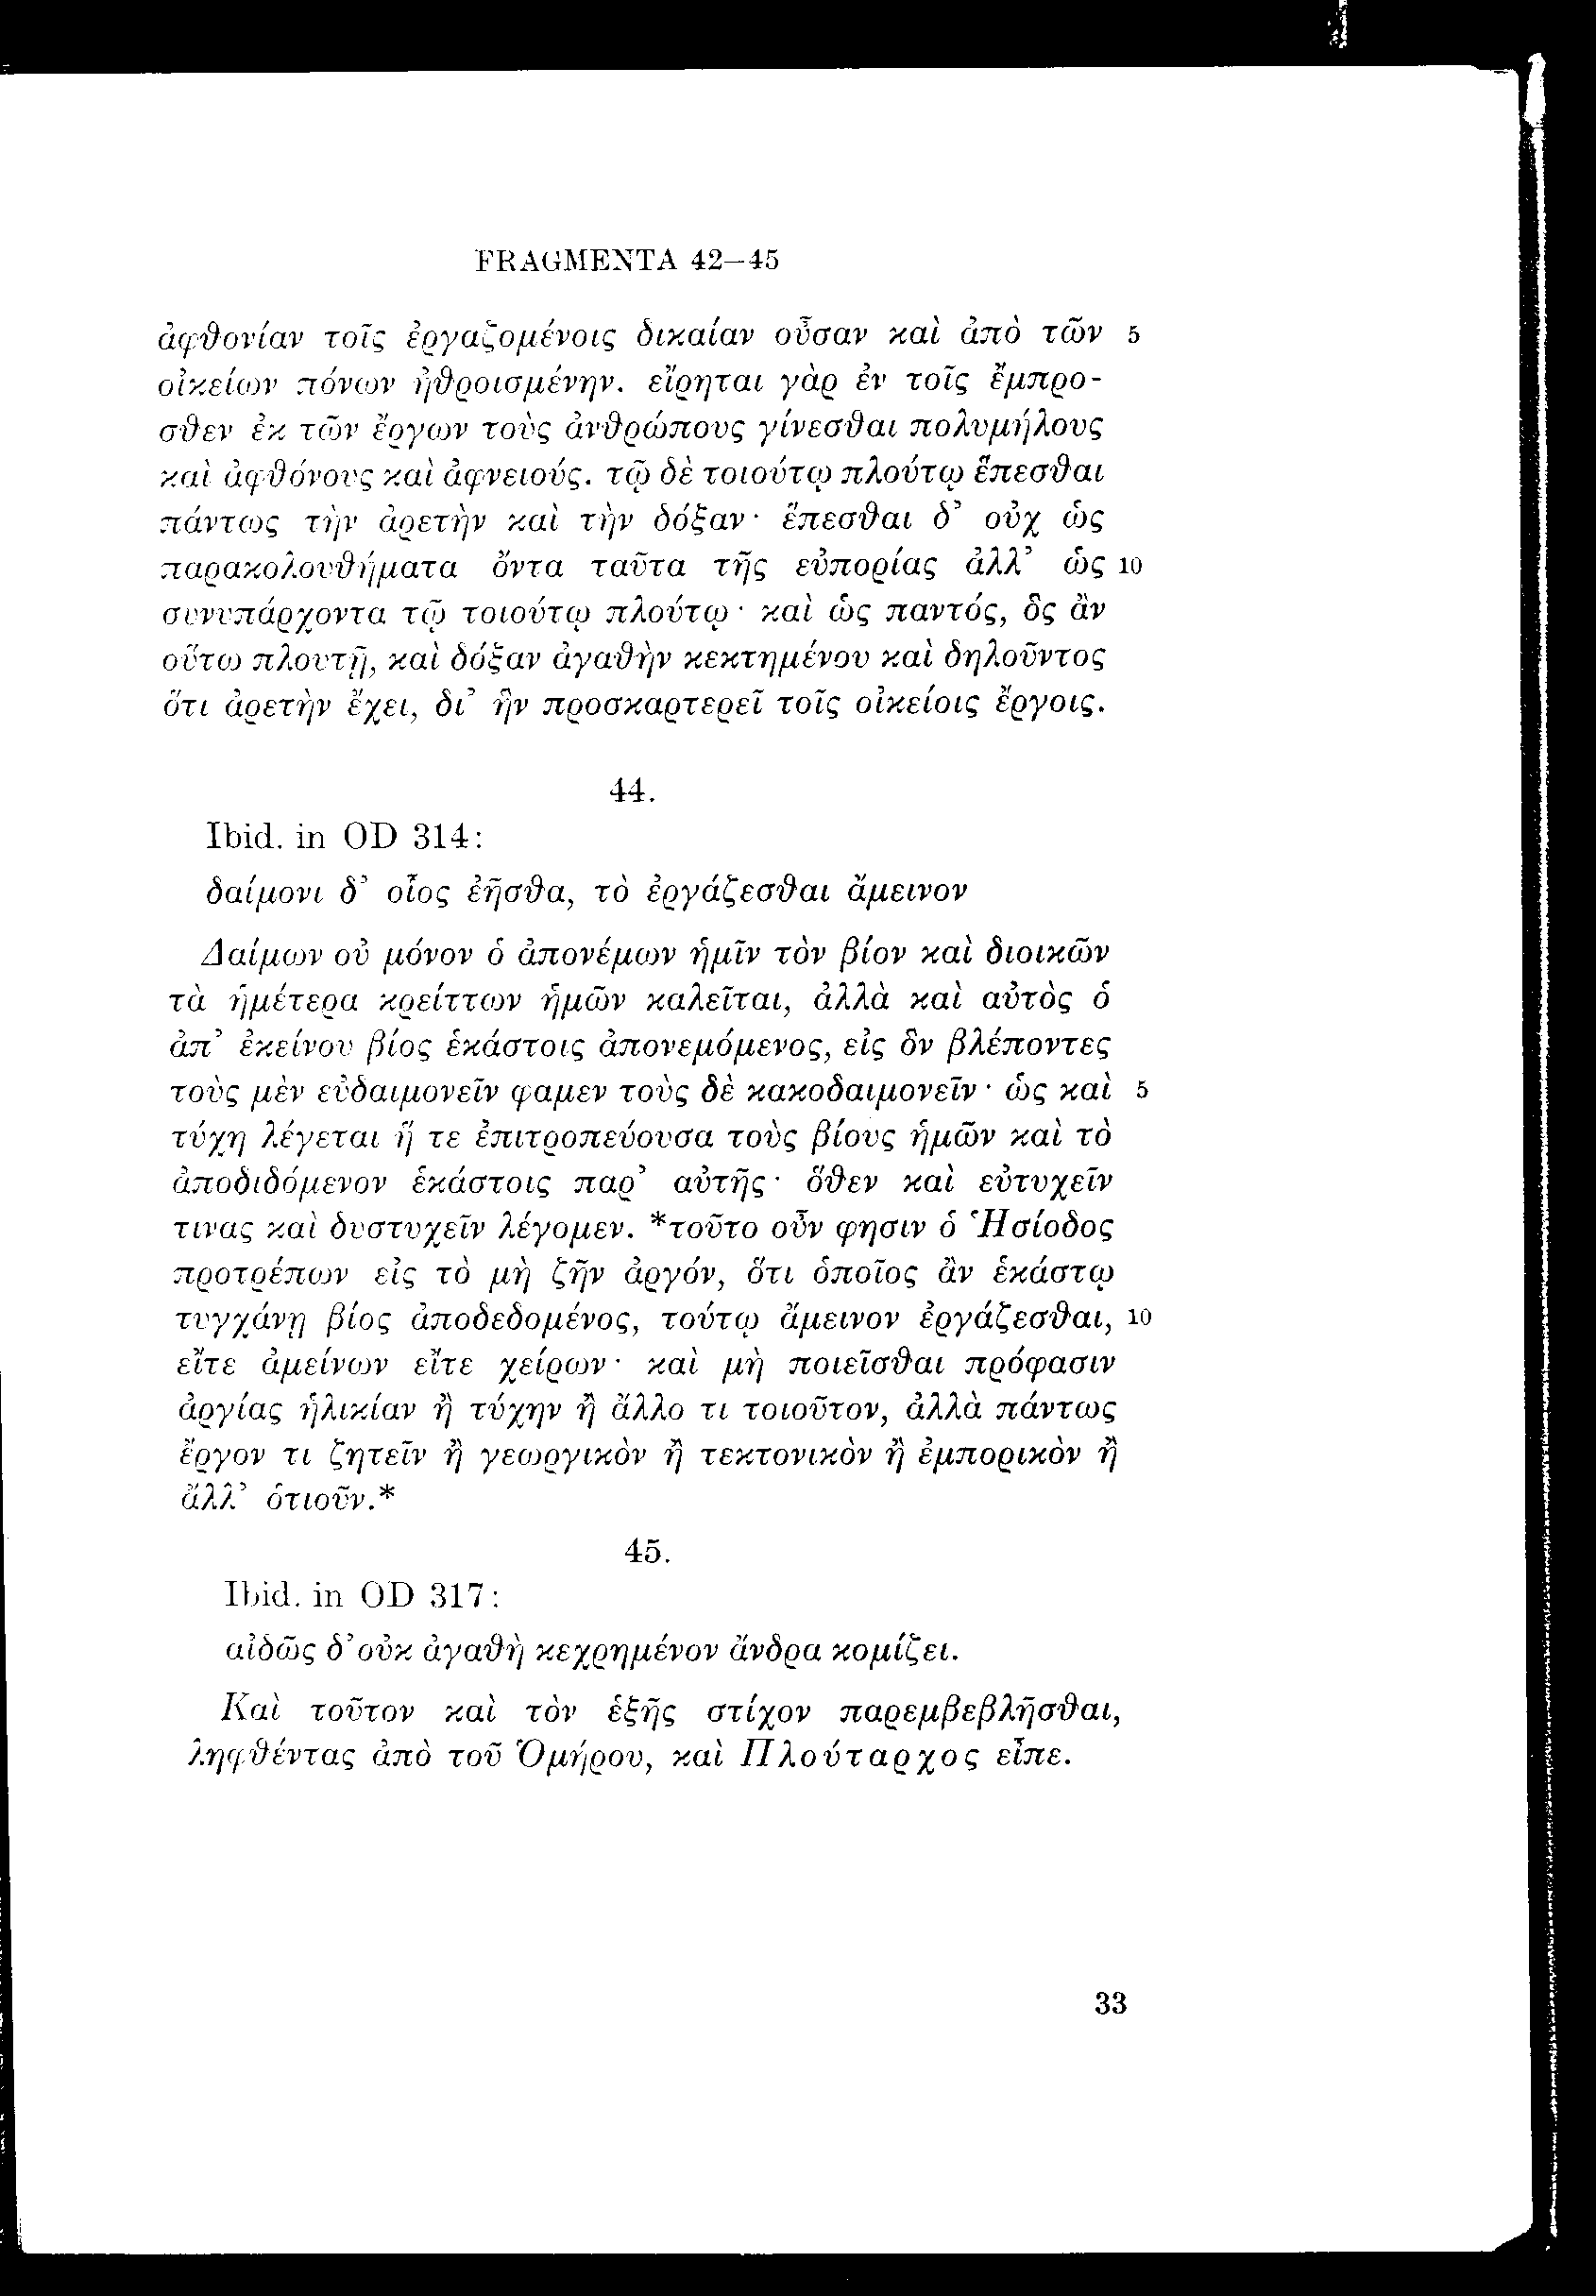 FRAGMENTA 42–45
ἀφθονίαν τοῖς ἐργαζομένοις δικαίαν οὖσαν καὶ ἀπὸ τῶν 5
οἰκείων πόνων ἠθροισμένην. εἴρηται γὰρ ἐν τοῖς ἔμπρο-
σθεν ἐκ τῶν ἔργων τοὺς ἀνθρώπους γίνεσθαι πολυμήλους
καὶ ἀφθόνους καὶ ἀφνειούς. τῷ δὲ τοιούτῳ πλούτῳ ἕπεσθαι
πάντως τὴν ἀρετὴν καὶ τὴν δόξαν· ἕπεσθαι δ’ οὐχ ὡς
παρακολουθήματα ὄντα ταῦτα τῆς εὐπορίας ἀλλ’ ὡς 10
συνυπάρχοντα τῷ τοιούτῳ πλούτῳ· καὶ ὡς παντός, ὃς ἂν
οὕτω πλουτῇ, καὶ δόξαν ἀγαθὴν κεκτημένου καὶ δηλοῦντος
ὅτι ἀρετὴν ἔχει, δι’ ἣν προσκαρτερεῖ τοῖς οἰκείοις ἔργοις.
44.
Ibid. in OD 314:
δαίμονι δ’ οἷος ἐῆσθα, τὸ ἐργάζεσθαι ἄμεινον
Δαίμων οὐ μόνον ὁ ἀπονέμων ἡμῖν τὸν βίον καὶ διοικῶν
τὰ ἡμέτερα κρείττων ἡμῶν καλεῖται, ἀλλὰ καὶ αὐτὸς ὁ
ἀπ’ ἐκείνου βίος ἑκάστοις ἀπονεμόμενος, εἰς ὃν βλέποντες
τοὺς μὲν εὐδαιμονεῖν φαμεν τοὺς δὲ κακοδαιμονεῖν· ὡς καὶ 5
τύχη λέγεται ἥ τε ἐπιτροπεύουσα τοὺς βίους ἡμῶν καὶ τὸ
ἀποδιδόμενον ἑκάστοις παρ’ αὐτῆς· ὅθεν καὶ εὐτυχεῖν
τινας καὶ δυστυχεῖν λέγομεν. *τοῦτο οὖν φησιν ὁ Ἡσίοδος
προτρέπων εἰς τὸ μὴ ζῆν ἀργόν, ὅτι ὁποῖος ἂν ἑκάστῳ
τυγχάνῃ βίος ἀποδεδομένος, τούτῳ ἄμεινον ἐργάζεσθαι, 10
εἴτε ἀμείνων εἴτε χείρων· καὶ μὴ ποιεῖσθαι πρόφασιν
ἀργίας ἡλικίαν ἢ τύχην ἢ ἄλλο τι τοιοῦτον, ἀλλὰ πάντως
ἔργον τι ζητεῖν ἢ γεωργικὸν ἢ τεκτονικὸν ἢ ἐμπορικὸν ἢ
ἄλλ’ ὁτιοῦν.*
45.
Ibid. in OD 317:
αἰδῶς δ’ οὐκ ἀγαθὴ κεχρημένον ἄνδρα κομίζει.
Καὶ τοῦτον καὶ τὸν ἑξῆς στίχον παρεμβεβλῆσθαι,
ληφθέντας ἀπὸ τοῦ Ὁμήρου, καὶ Πλούταρχος εἶπε.
33